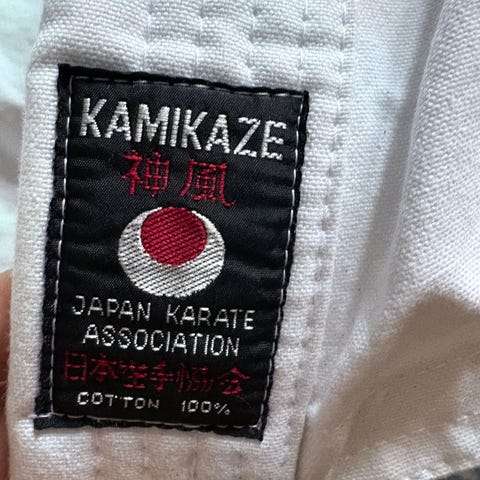 KAMIKAZE
神風
JAPAN KARATE
ASSOCIATION
日本空手協会
COTTON 100%